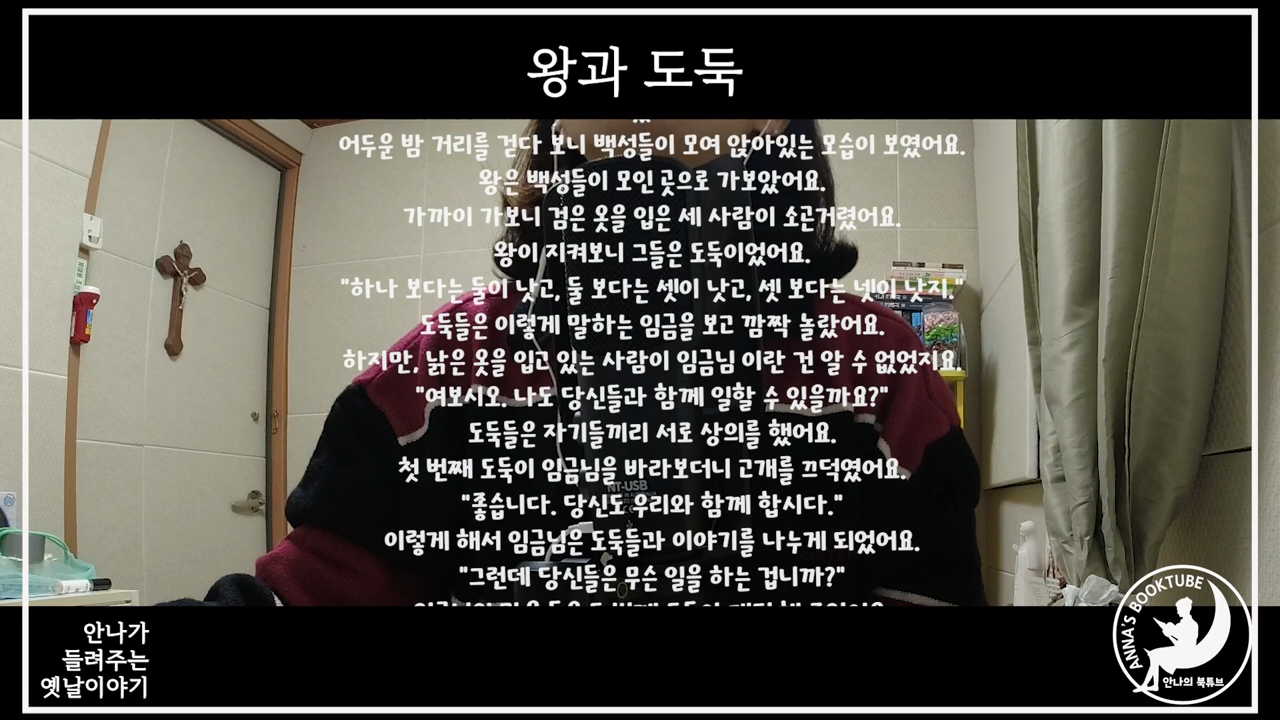 왕과 도둑
어두운 밤 거리를 걷다 보니 백성들이 모여 앉아있는 모습이 보였어요.
왕은 백성들이 모인 곳으로 가보았어요.
가까이 가보니 검은 옷을 입은 세 사람이 소곤거렸어요.
왕이 지켜보니 그들은 도둑이었어요.
"하나 보다는 둘이 낫고, 둘 보다는 셋이 낫고, 셋 보다는 넷이 낫지."
도둑들은 이렇게 말하는 임금을 보고 깜짝 놀랐어요.
하지만, 낡은 옷을 입고 있는 사람이 임금님 이란 건 알 수 없었지요.
"여보시오. 나도 당신들과 함께 일할 수 있을까요?"
도둑들은 자기들끼리 서로 상의를 했어요.
첫 번째 도둑이 임금님을 바라보더니 고개를 끄덕였어요.
"좋습니다. 당신도 우리와 함께 합시다."
이렇게 해서 임금님은 도둑들과 이야기를 나누게 되었어요.
"그런데 당신들은 무슨 일을 하는 겁니까?"
NT-USB
안나가
들려주는
옛날이야기
ANNA'S BOOKTUBE
안나의 북튜브